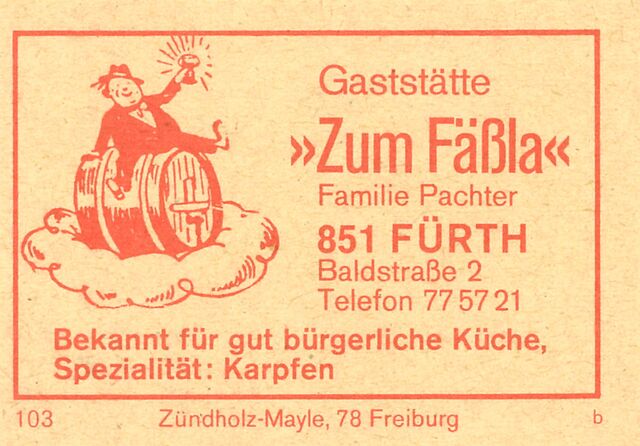 Gaststätte
»Zum Fäßla«
Familie Pachter
851 FÜRTH
Baldstraße 2
Telefon 77 57 21
Bekannt für gut bürgerliche Küche,
Spezialität: Karpfen
103 Zündholz-Mayle, 78 Freiburg b